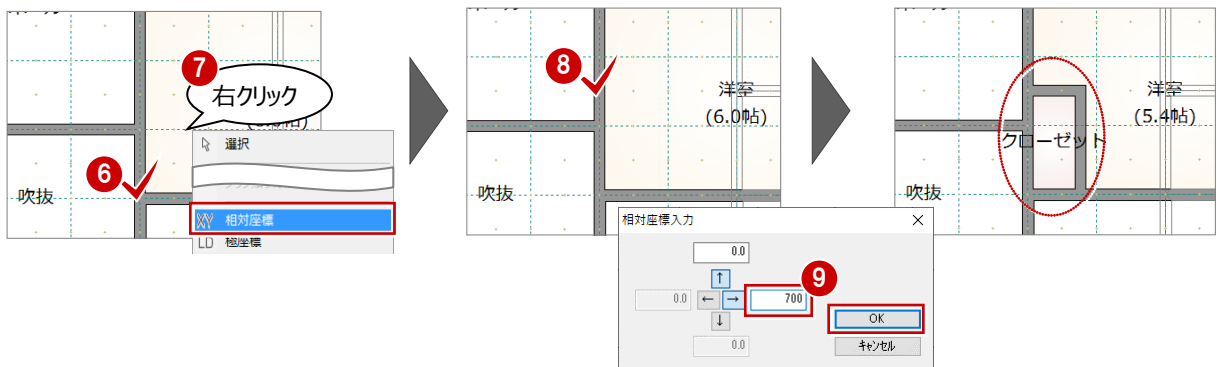 7
右クリック
選択
6
吹抜
XY 相対座標
LD 極座標
8
洋室
(6.0帖)
吹抜
相対座標入力
0.0
↑
0.0 ← → 700
9
↓
0.0
OK
キャンセル
洋室
(5.4帖)
クローゼット
吹抜